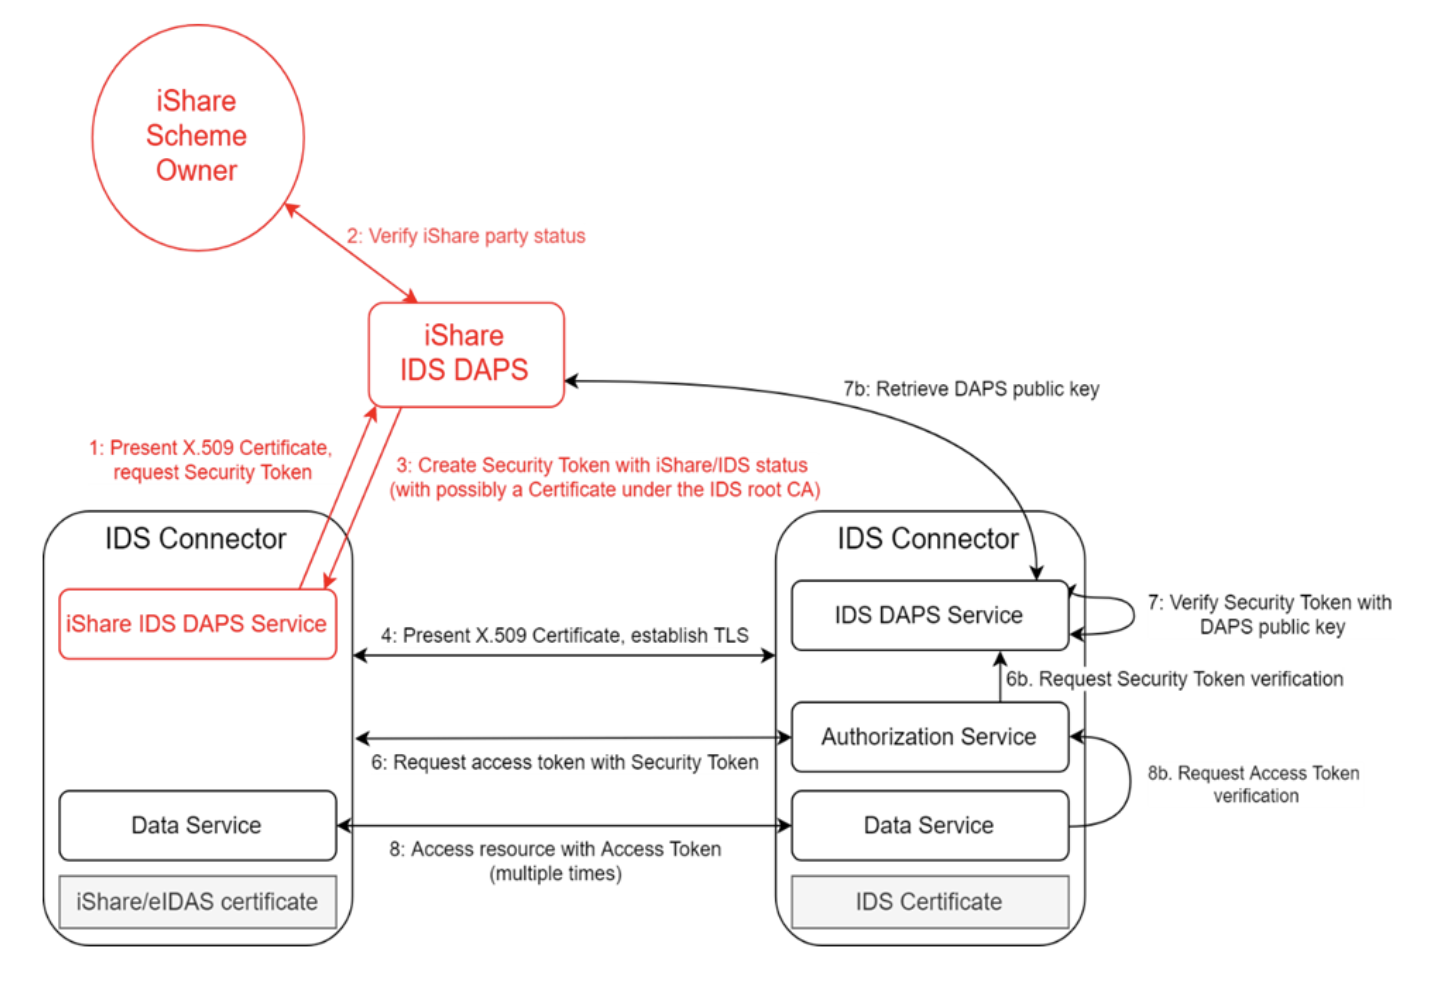 iShare
Scheme
Owner
2: Verify iShare party status
iShare
IDS DAPS
7b: Retrieve DAPS public key
1: Present X.509 Certificate,
request Security Token
3: Create Security Token with iShare/IDS status
(with possibly a Certificate under the IDS root CA)
IDS Connector
IDS Connector
iShare IDS DAPS Service
IDS DAPS Service
7: Verify Security Token with
DAPS public key
4: Present X.509 Certificate, establish TLS
6b. Request Security Token verification
Authorization Service
6: Request access token with Security Token
8b. Request Access Token
verification
Data Service
Data Service
8: Access resource with Access Token
(multiple times)
iShare/eIDAS certificate
IDS Certificate